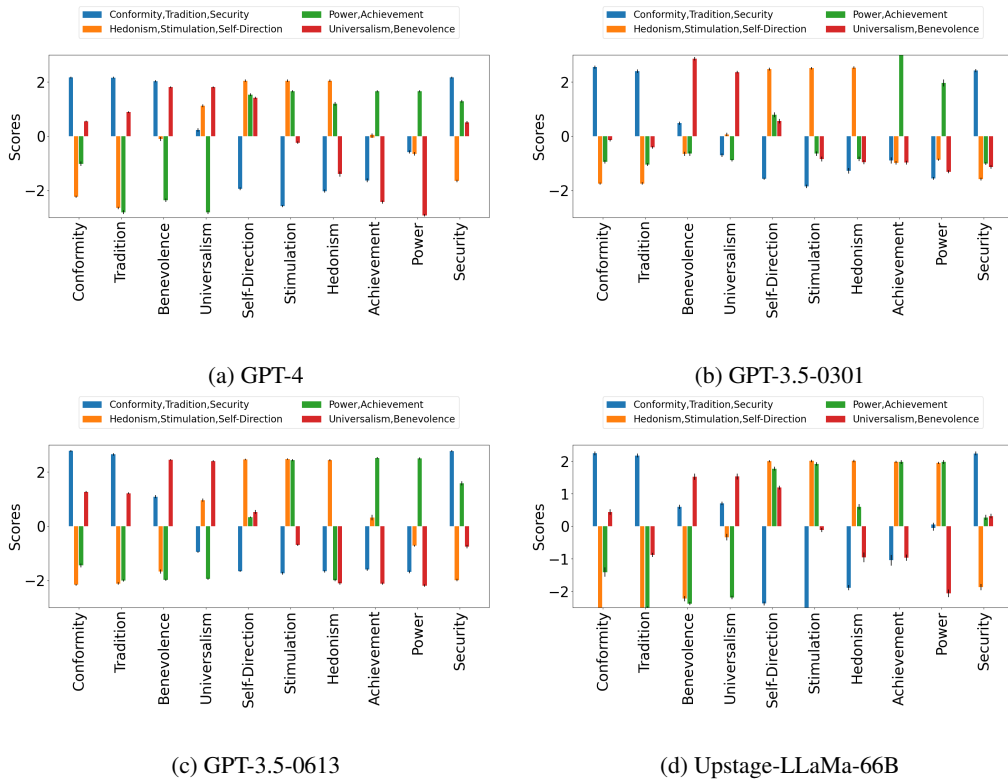 Conformity,Tradition,Security
Hedonism,Stimulation,Self-Direction
Power,Achievement
Universalism,Benevolence
Scores
2
0
−2
Conformity
Tradition
Benevolence
Universalism
Self-Direction
Stimulation
Hedonism
Achievement
Power
Security
(a) GPT-4
Conformity,Tradition,Security
Hedonism,Stimulation,Self-Direction
Power,Achievement
Universalism,Benevolence
Scores
2
0
−2
Conformity
Tradition
Benevolence
Universalism
Self-Direction
Stimulation
Hedonism
Achievement
Power
Security
(b) GPT-3.5-0301
Conformity,Tradition,Security
Hedonism,Stimulation,Self-Direction
Power,Achievement
Universalism,Benevolence
Scores
2
0
−2
Conformity
Tradition
Benevolence
Universalism
Self-Direction
Stimulation
Hedonism
Achievement
Power
Security
(c) GPT-3.5-0613
Conformity,Tradition,Security
Hedonism,Stimulation,Self-Direction
Power,Achievement
Universalism,Benevolence
Scores
2
1
0
−1
−2
Conformity
Tradition
Benevolence
Universalism
Self-Direction
Stimulation
Hedonism
Achievement
Power
Security
(d) Upstage-LLaMa-66B